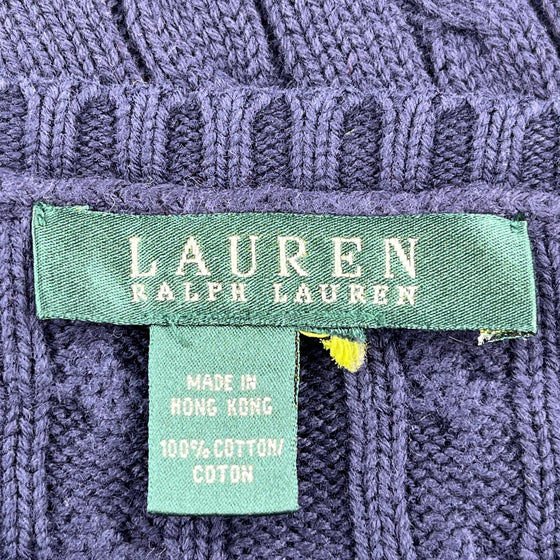 LAUREN
RALPH LAUREN
MADE IN
HONG KONG
100% COTTON/
COTON